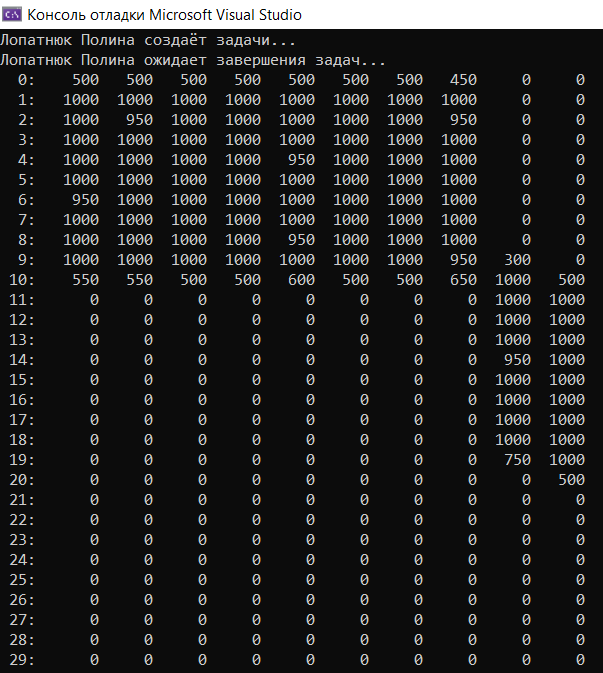 Консоль отладки Microsoft Visual Studio
Лопатнюк Полина создаёт задачи...
Лопатнюк Полина ожидает завершения задач...
0: 500 500 500 500 500 500 500 450 0 0
1: 1000 1000 1000 1000 1000 1000 1000 1000 0 0
2: 1000 950 1000 1000 1000 1000 1000 950 0 0
3: 1000 1000 1000 1000 1000 1000 1000 1000 0 0
4: 1000 1000 1000 1000 950 1000 1000 1000 0 0
5: 1000 1000 1000 1000 1000 1000 1000 1000 0 0
6: 950 1000 1000 1000 1000 1000 1000 1000 0 0
7: 1000 1000 1000 1000 1000 1000 1000 1000 0 0
8: 1000 1000 1000 1000 950 1000 1000 1000 0 0
9: 1000 1000 1000 1000 1000 1000 1000 950 300 0
10: 550 550 500 500 600 500 500 650 1000 500
11: 0 0 0 0 0 0 0 0 1000 1000
12: 0 0 0 0 0 0 0 0 1000 1000
13: 0 0 0 0 0 0 0 0 1000 1000
14: 0 0 0 0 0 0 0 0 950 1000
15: 0 0 0 0 0 0 0 0 1000 1000
16: 0 0 0 0 0 0 0 0 1000 1000
17: 0 0 0 0 0 0 0 0 1000 1000
18: 0 0 0 0 0 0 0 0 1000 1000
19: 0 0 0 0 0 0 0 0 750 1000
20: 0 0 0 0 0 0 0 0 0 500
21: 0 0 0 0 0 0 0 0 0 0
22: 0 0 0 0 0 0 0 0 0 0
23: 0 0 0 0 0 0 0 0 0 0
24: 0 0 0 0 0 0 0 0 0 0
25: 0 0 0 0 0 0 0 0 0 0
26: 0 0 0 0 0 0 0 0 0 0
27: 0 0 0 0 0 0 0 0 0 0
28: 0 0 0 0 0 0 0 0 0 0
29: 0 0 0 0 0 0 0 0 0 0